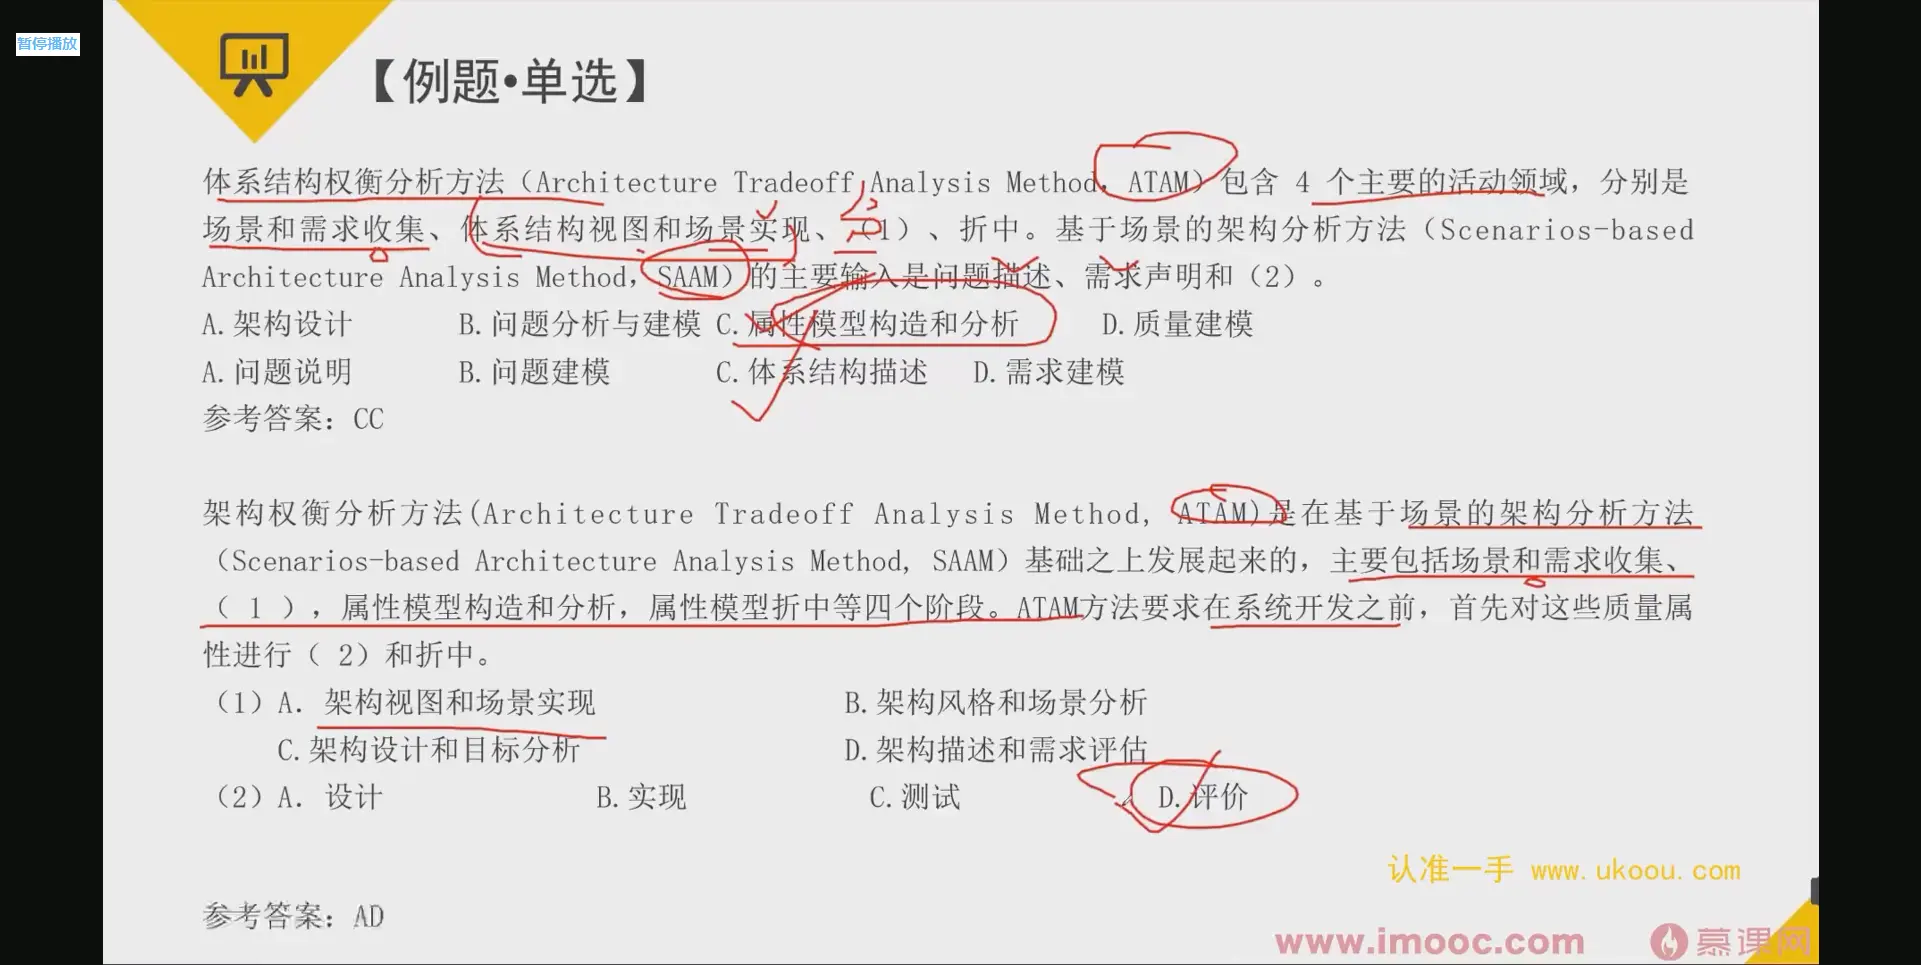 暂停播放
【例题•单选】
体系结构权衡分析方法（Architecture Tradeoff Analysis Method，ATAM）包含 4 个主要的活动领域，分别是
场景和需求收集、体系结构视图和场景实现、（1）、折中。基于场景的架构分析方法（Scenarios-based
Architecture Analysis Method，SAAM）的主要输入是问题描述、需求声明和（2）。
A.架构设计 B.问题分析与建模 C.属性模型构造和分析 D.质量建模
A.问题说明 B.问题建模 C.体系结构描述 D.需求建模
参考答案：CC
架构权衡分析方法(Architecture Tradeoff Analysis Method, ATAM)是在基于场景的架构分析方法
（Scenarios-based Architecture Analysis Method, SAAM）基础之上发展起来的，主要包括场景和需求收集、
（ 1 ），属性模型构造和分析，属性模型折中等四个阶段。ATAM方法要求在系统开发之前，首先对这些质量属
性进行（ 2）和折中。
（1）A. 架构视图和场景实现 B.架构风格和场景分析
C.架构设计和目标分析 D.架构描述和需求评估
（2）A. 设计 B.实现 C.测试 D.评价
认准一手 www.ukoou.com
参考答案：AD
www.imooc.com 慕课网